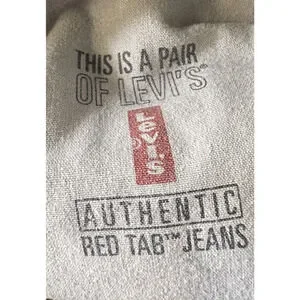 THIS IS A PAIR
OF LEVI'S®
LEVI'S
AUTHENTIC
RED TAB™ JEANS